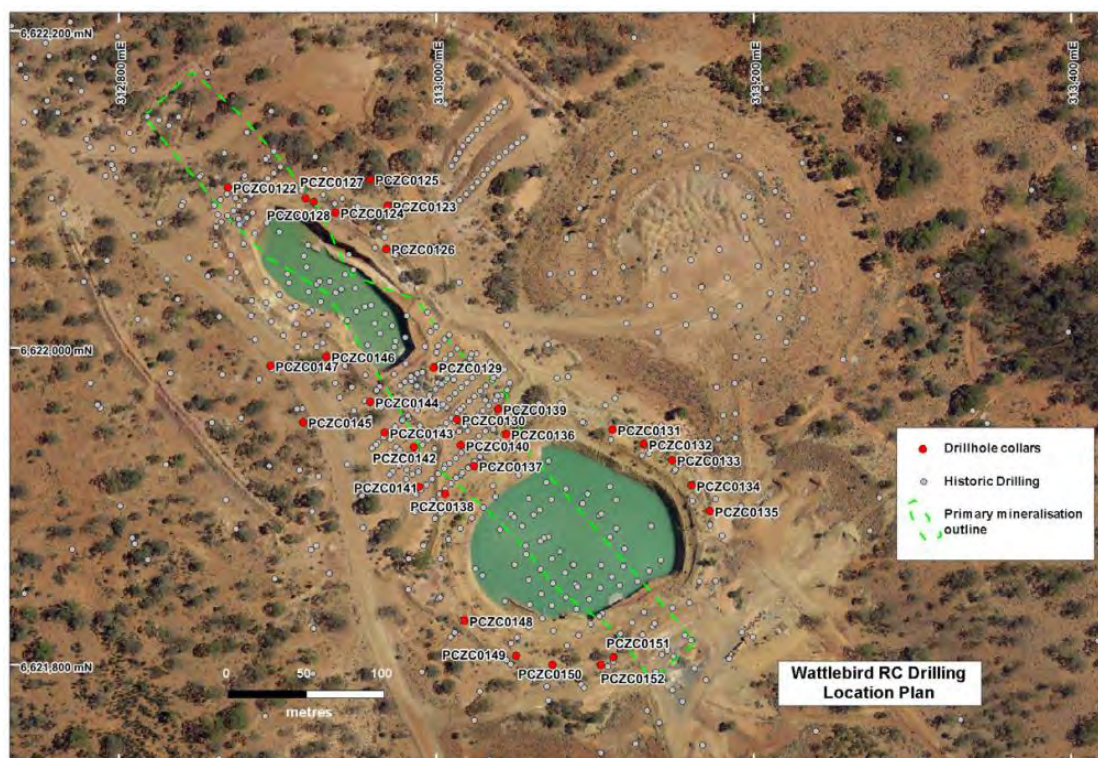 6,622,200 mN
312,800 mE
313,000 mE
313,200 mE
313,400 mE
PCZC0127
PCZC0125
PCZC0122
PCZC0123
PCZC0128
PCZC0124
PCZC0126
6,622,000 mN
PCZC0146
PCZC0147
PCZC0129
PCZC0144
PCZC0139
PCZC0145
PCZC0130
PCZC0131
PCZC0143
PCZC0136
PCZC0132
PCZC0140
PCZC0142
PCZC0133
PCZC0137
PCZC0141
PCZC0134
PCZC0138
PCZC0135
Drillhole collars
Historic Drilling
Primary mineralisation
outline
PCZC0148
PCZC0151
PCZC0149
6,621,800 mN
PCZC0150
PCZC0152
0
50
100
metres
Wattlebird RC Drilling
Location Plan